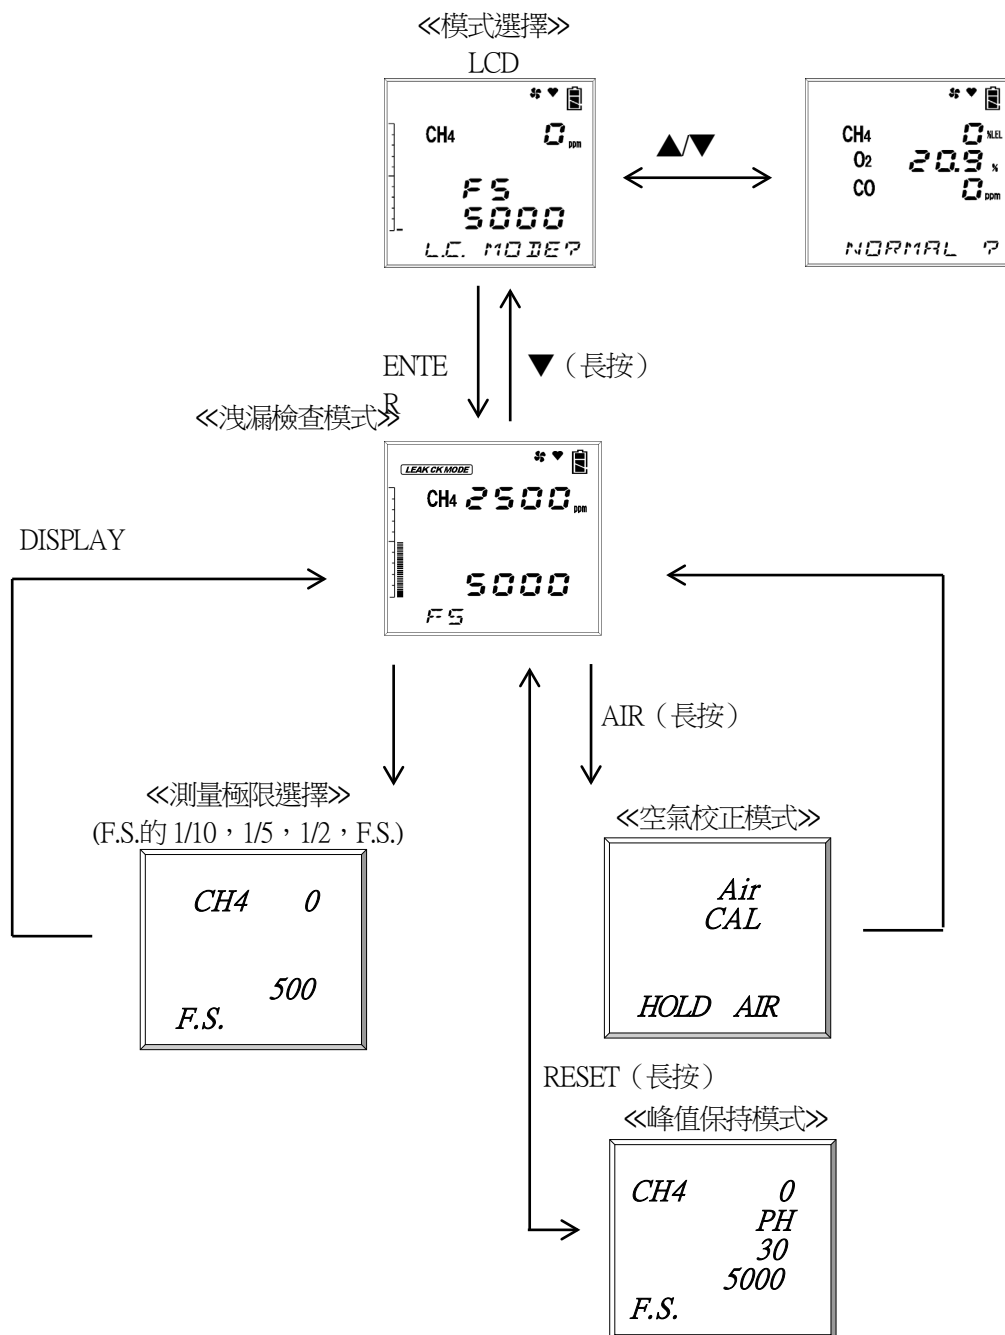 ≪模式選擇≫
LCD
CH4 0 ppm
FS
5000
L.C. MODE?
▲/▼
CH4 0 %LEL
O2 20.9 %
CO 0 ppm
NORMAL ?
ENTE
R
▼（長按）
≪洩漏檢查模式≫
LEAK CK MODE
CH4 2500 ppm
5000
FS
DISPLAY
AIR（長按）
≪測量極限選擇≫
(F.S.的 1/10，1/5，1/2，F.S.)
CH4 0
500
F.S.
≪空氣校正模式≫
Air
CAL
HOLD AIR
RESET（長按）
≪峰值保持模式≫
CH4 0
PH
30
5000
F.S.